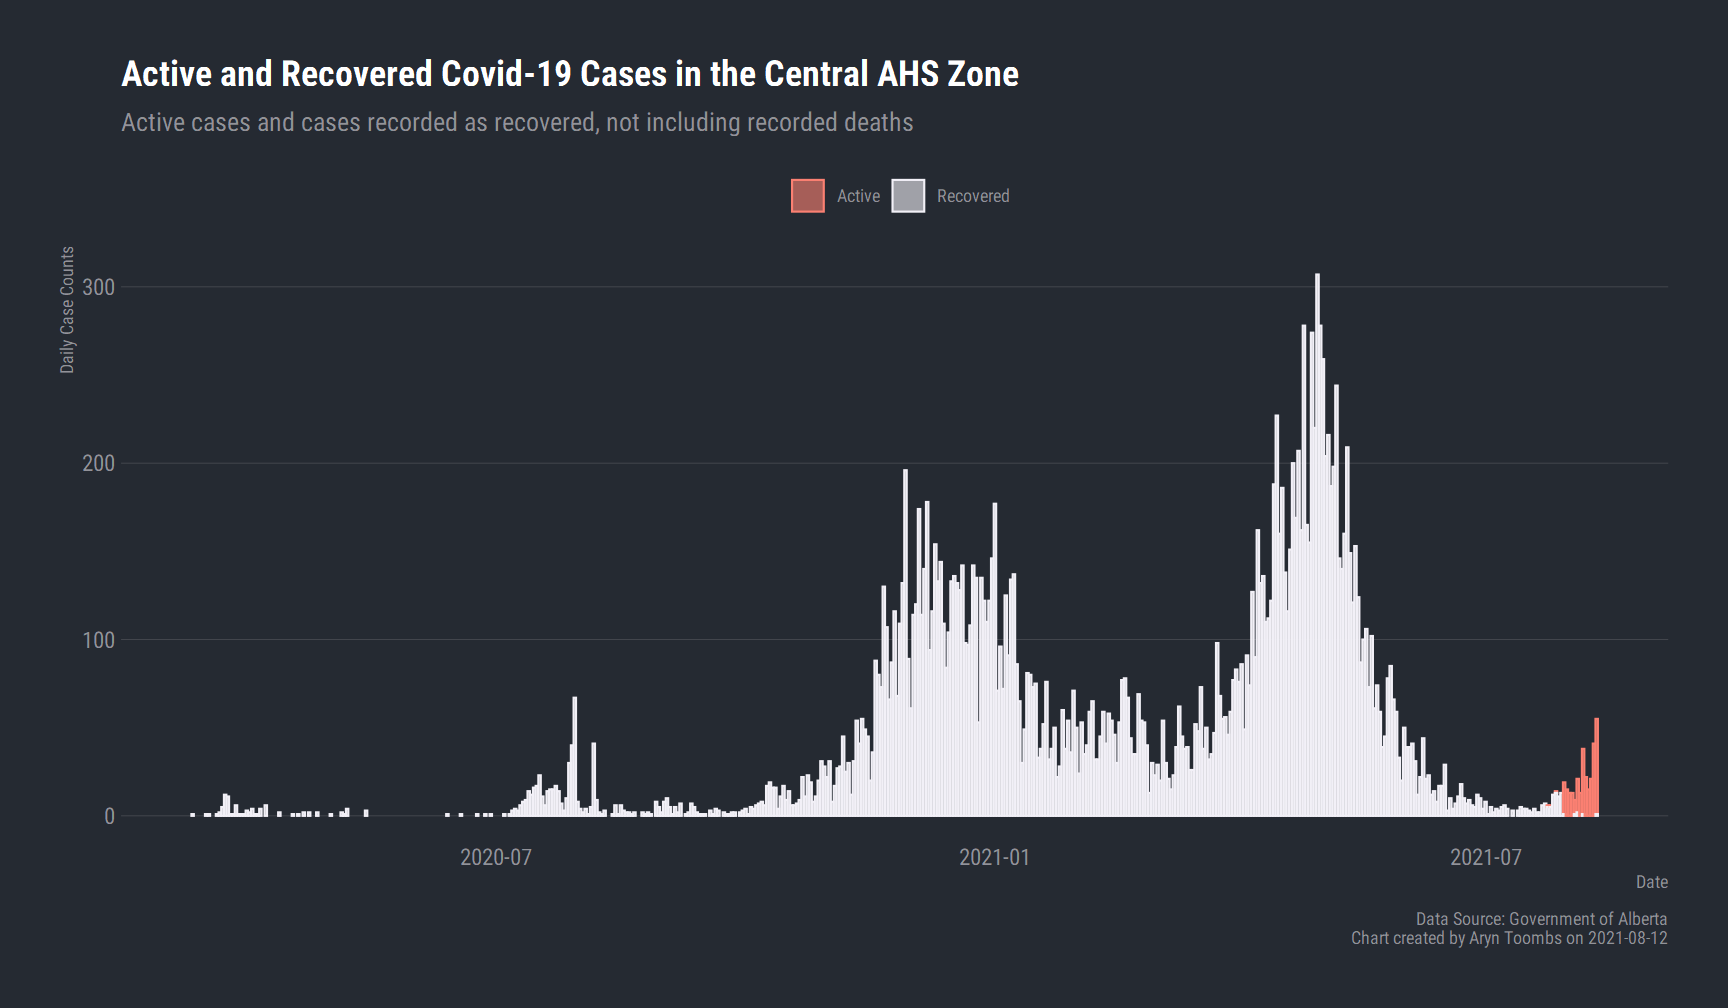 Active and Recovered Covid-19 Cases in the Central AHS Zone
Active cases and cases recorded as recovered, not including recorded deaths
Active
Recovered
Daily Case Counts
300
200
100
0
2020-07
2021-01
2021-07
Date
Data Source: Government of Alberta
Chart created by Aryn Toombs on 2021-08-12